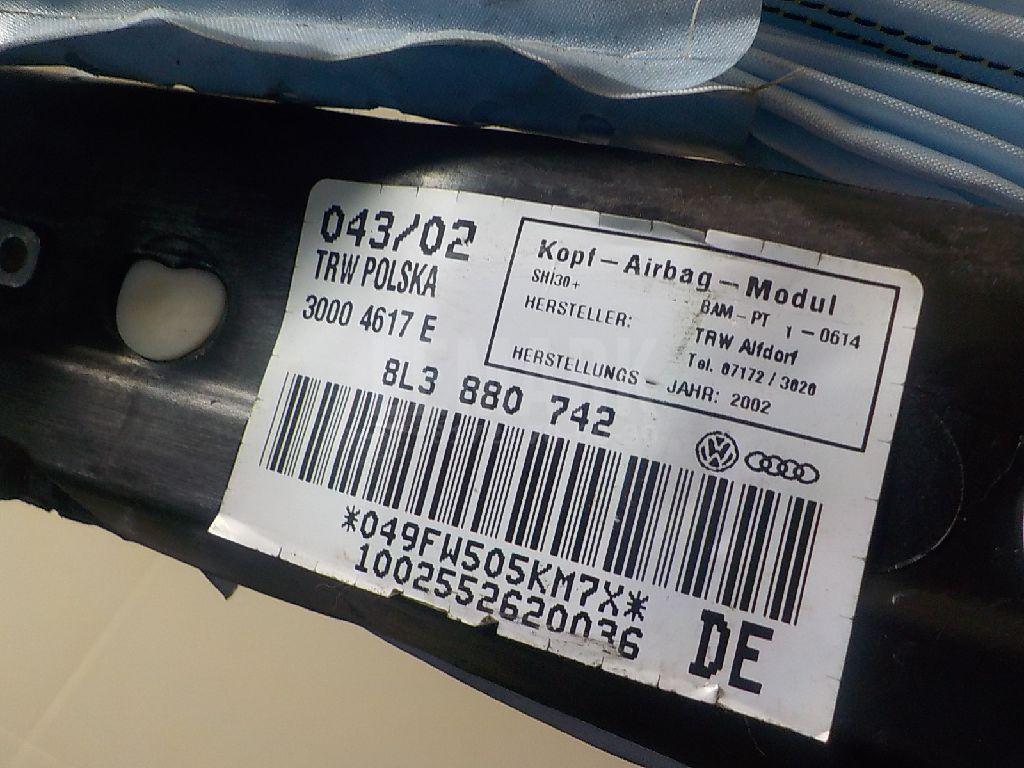 043/02
TRW POLSKA
3000 4617 E
Kopf - Airbag - Modul
SHI30+
BAM - PT 1 - 0614
HERSTELLER: TRW Alfdorf
Tel. 07172 / 3020
HERSTELLUNGS - JAHR: 2002
8L3 880 742
*049FW505KM7X*
1002552620036
DE